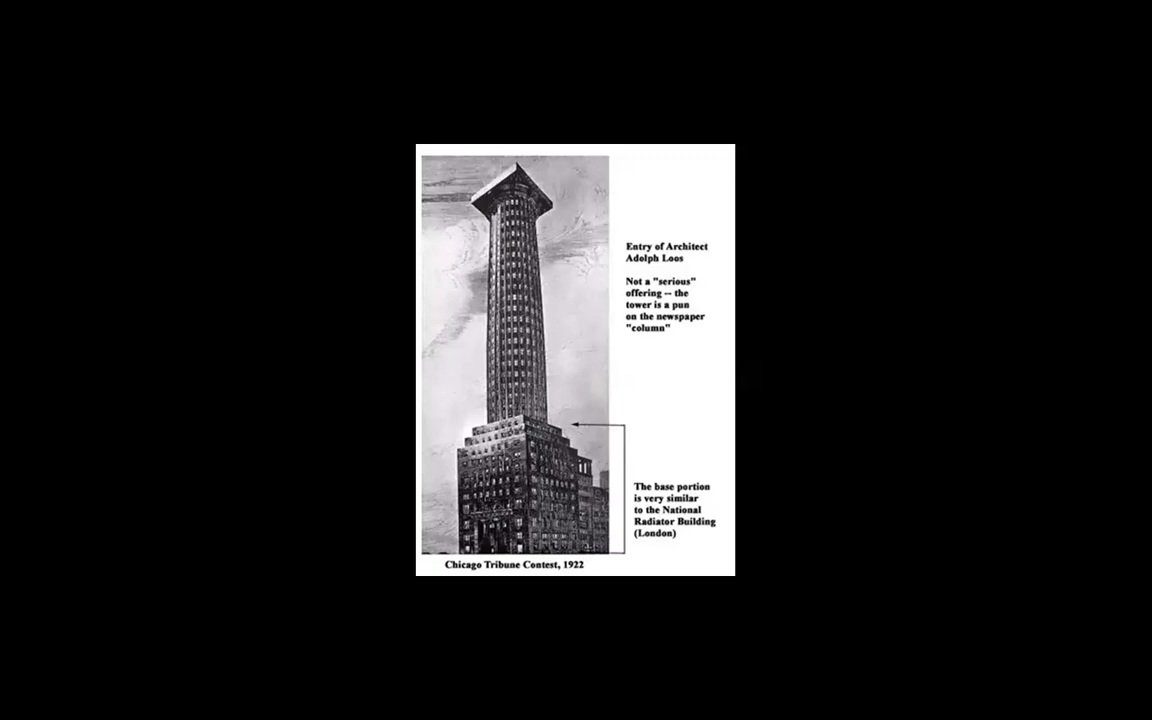 Entry of Architect
Adolph Loos
Not a "serious"
offering -- the
tower is a pun
on the newspaper
"column"
The base portion
is very similar
to the National
Radiator Building
(London)
Chicago Tribune Contest, 1922